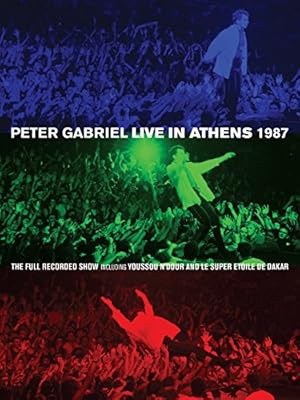 PETER GABRIEL LIVE IN ATHENS 1987
THE FULL RECORDED SHOW INCLUDING YOUSSOU N'DOUR AND LE SUPER ETOILE DE DAKAR